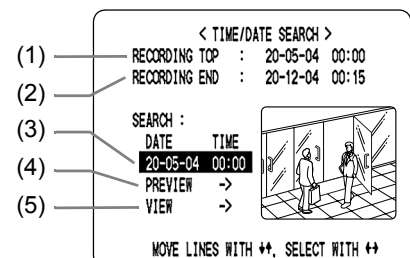 < TIME/DATE SEARCH >
(1) RECORDING TOP : 20-05-04 00:00
(2) RECORDING END : 20-12-04 00:15
SEARCH :
DATE TIME
(3) 20-05-04 00:00
(4) PREVIEW ->
(5) VIEW ->
MOVE LINES WITH ↓↑, SELECT WITH ←→